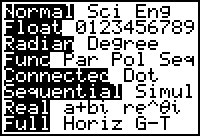 Normal Sci Eng
Float 0123456789
Radian Degree
Func Par Pol Seq
Connected Dot
Sequential Simul
Real a+bi re^θi
Full Horiz G-T